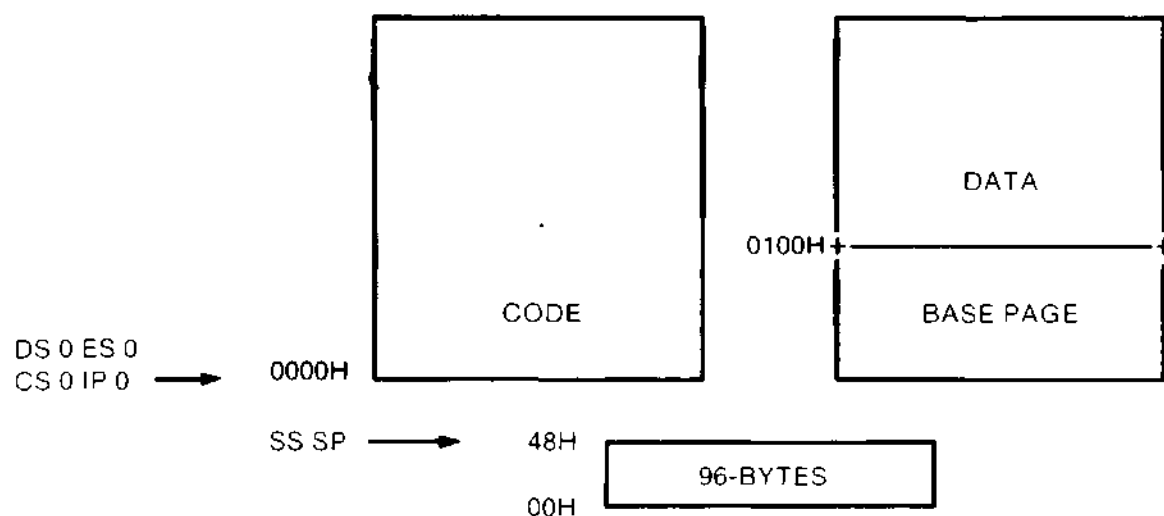 DATA
0100H
CODE
BASE PAGE
DS 0 ES 0
CS 0 IP 0
0000H
SS SP
48H
96-BYTES
00H